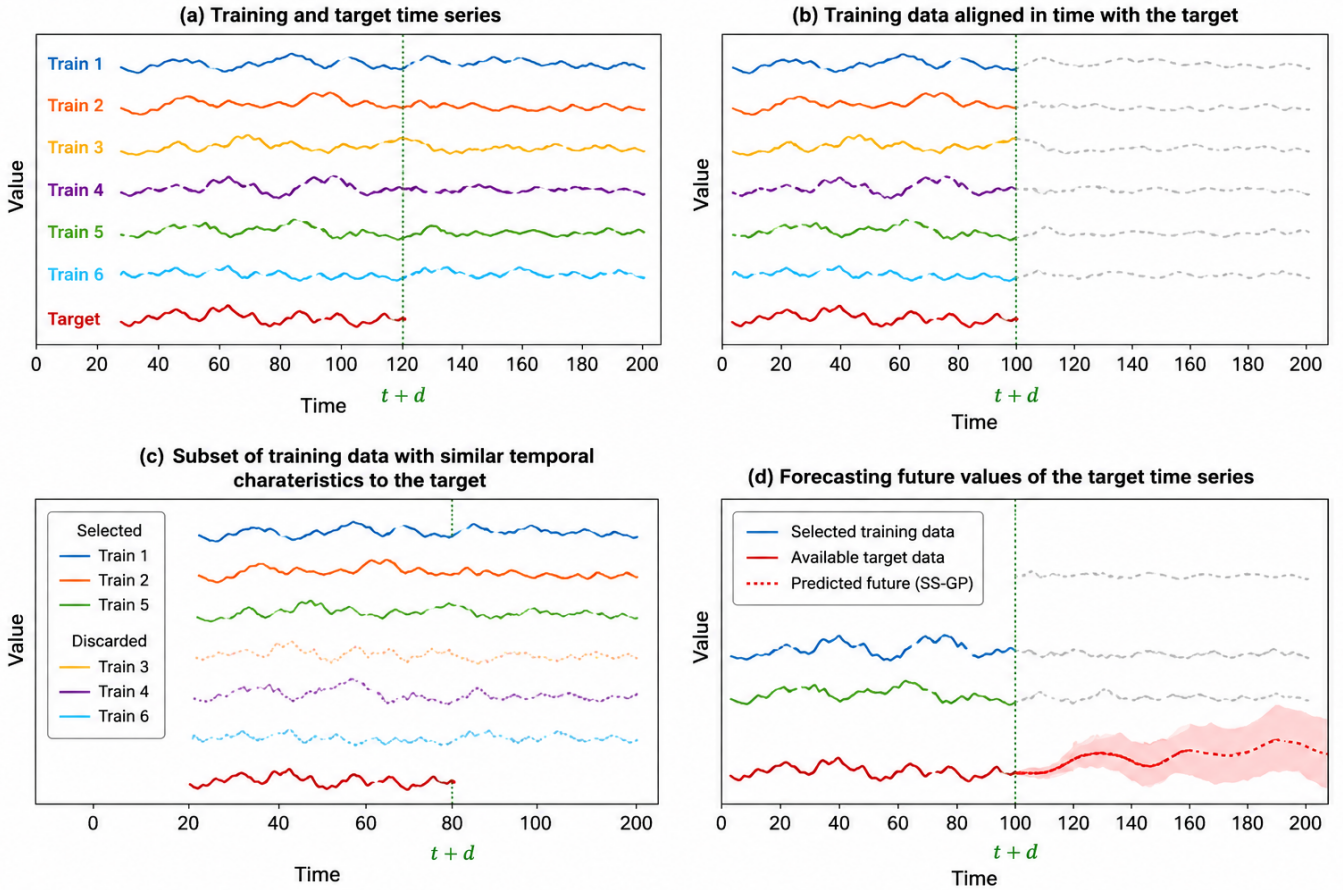 (a) Training and target time series
Value
Train 1
Train 2
Train 3
Train 4
Train 5
Train 6
Target
0 20 40 60 80 100 120 140 160 180 200
t + d
Time
(b) Training data aligned in time with the target
Value
0 20 40 60 80 100 120 140 160 180 200
t + d
Time
(c) Subset of training data with similar temporal
charateristics to the target
Value
Selected
Train 1
Train 2
Train 5
Discarded
Train 3
Train 4
Train 6
0 20 40 60 80 100 120 160 200
t + d
Time
(d) Forecasting future values of the target time series
Value
Selected training data
Available target data
Predicted future (SS-GP)
0 20 40 60 80 100 120 140 160 180 200
t + d
Time